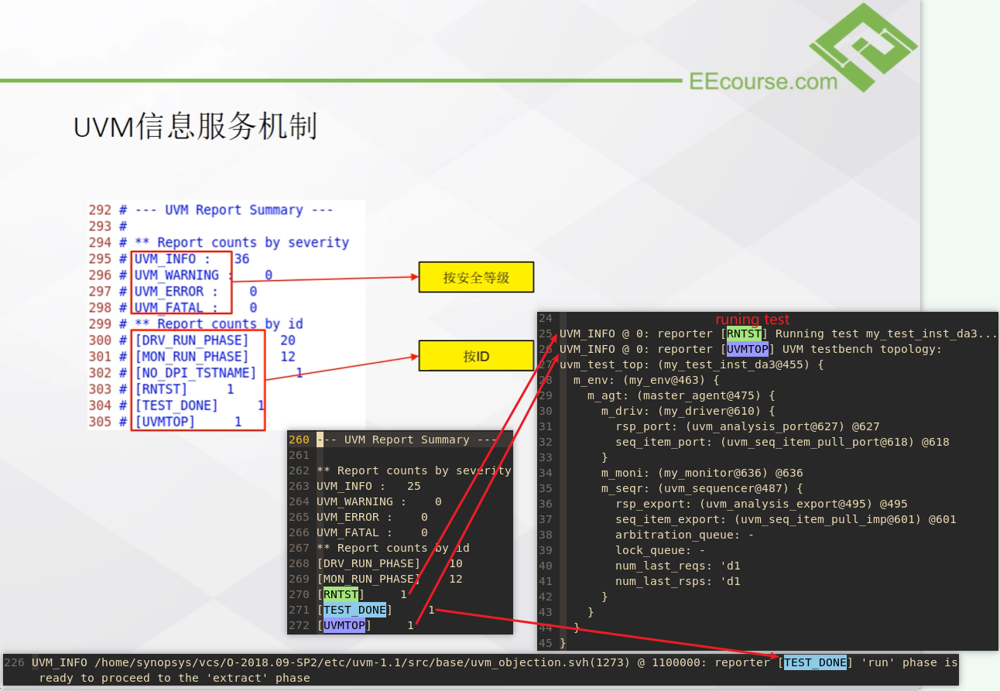 EEcourse.com
UVM信息服务机制
292 # --- UVM Report Summary ---
293 #
294 # ** Report counts by severity
295 # UVM_INFO : 36
296 # UVM_WARNING : 0
297 # UVM_ERROR : 0
298 # UVM_FATAL : 0
299 # ** Report counts by id
300 # [DRV_RUN_PHASE] 20
301 # [MON_RUN_PHASE] 12
302 # [NO_DPI_TSTNAME] 1
303 # [RNTST] 1
304 # [TEST_DONE] 1
305 # [UVMTOP] 1
按安全等级
按ID
runing test
24
25 UVM_INFO @ 0: reporter [RNTST] Running test my_test_inst_da3...
26 UVM_INFO @ 0: reporter [UVMTOP] UVM testbench topology:
27 uvm_test_top: (my_test_inst_da3@455) {
28 m_env: (my_env@463) {
29 m_agt: (master_agent@475) {
30 m_driv: (my_driver@610) {
31 rsp_port: (uvm_analysis_port@627) @627
32 seq_item_port: (uvm_seq_item_pull_port@618) @618
33 }
34 m_moni: (my_monitor@636) @636
35 m_seqr: (uvm_sequencer@487) {
36 rsp_export: (uvm_analysis_export@495) @495
37 seq_item_export: (uvm_seq_item_pull_imp@601) @601
38 arbitration_queue: -
39 lock_queue: -
40 num_last_reqs: 'd1
41 num_last_rsps: 'd1
42 }
43 }
44 }
45 }
260 --- UVM Report Summary ---
261
262 ** Report counts by severity
263 UVM_INFO : 25
264 UVM_WARNING : 0
265 UVM_ERROR : 0
266 UVM_FATAL : 0
267 ** Report counts by id
268 [DRV_RUN_PHASE] 10
269 [MON_RUN_PHASE] 12
270 [RNTST] 1
271 [TEST_DONE] 1
272 [UVMTOP] 1
226 UVM_INFO /home/synopsys/vcs/O-2018.09-SP2/etc/uvm-1.1/src/base/uvm_objection.svh(1273) @ 1100000: reporter [TEST_DONE] 'run' phase is
ready to proceed to the 'extract' phase